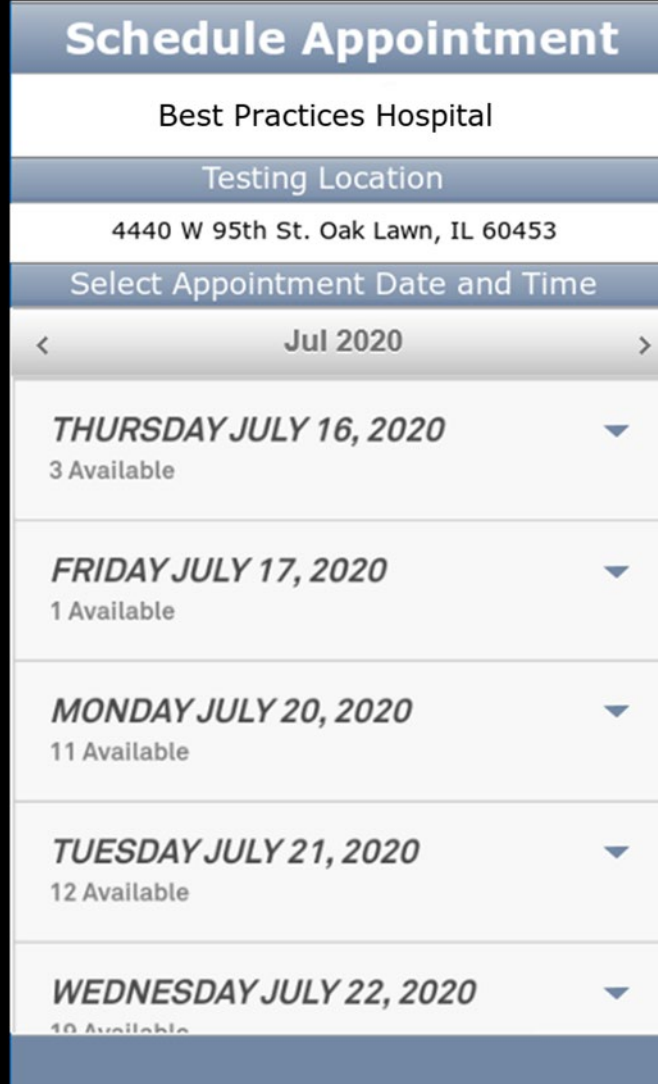 Schedule Appointment
Best Practices Hospital
Testing Location
4440 W 95th St. Oak Lawn, IL 60453
Select Appointment Date and Time
< Jul 2020 >
THURSDAY JULY 16, 2020
3 Available
FRIDAY JULY 17, 2020
1 Available
MONDAY JULY 20, 2020
11 Available
TUESDAY JULY 21, 2020
12 Available
WEDNESDAY JULY 22, 2020
Available